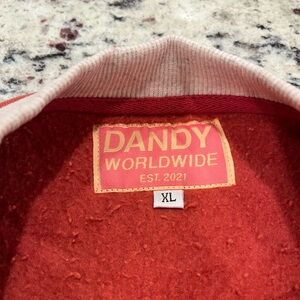 DANDY
WORLDWIDE
EST. 2021
XL